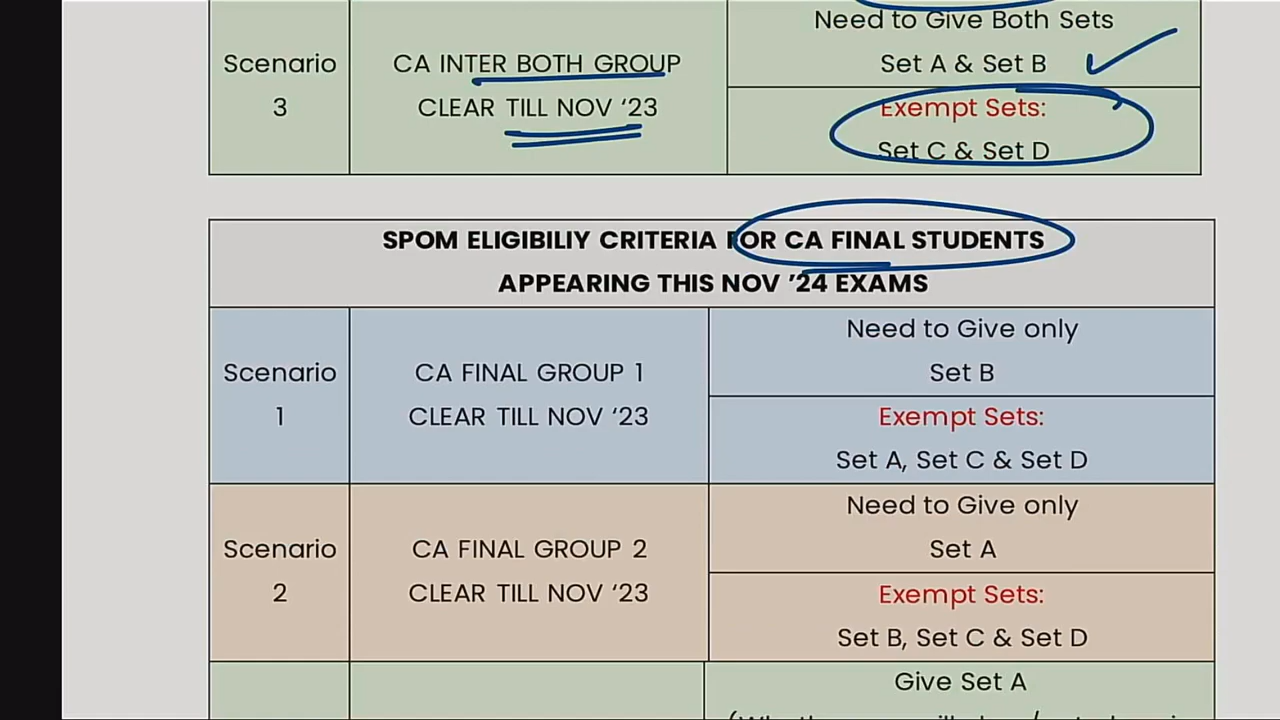 Need to Give Both Sets
Scenario
3
CA INTER BOTH GROUP
CLEAR TILL NOV ‘23
Set A & Set B
Exempt Sets:
Set C & Set D
SPOM ELIGIBILIY CRITERIA FOR CA FINAL STUDENTS
APPEARING THIS NOV ’24 EXAMS
Scenario
1
CA FINAL GROUP 1
CLEAR TILL NOV ‘23
Need to Give only
Set B
Exempt Sets:
Set A, Set C & Set D
Scenario
2
CA FINAL GROUP 2
CLEAR TILL NOV ‘23
Need to Give only
Set A
Exempt Sets:
Set B, Set C & Set D
Give Set A